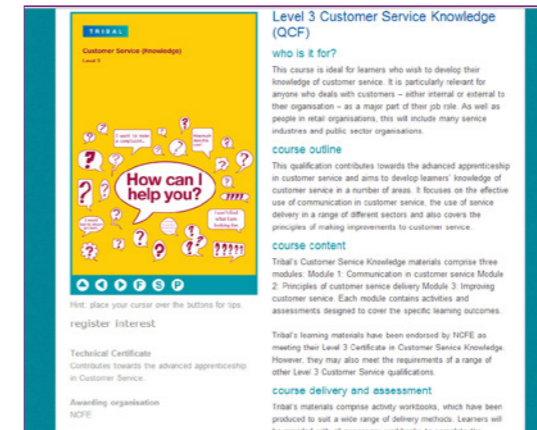 TRIBAL
Customer Service (Knowledge)
Level 3
How can I
help you?
F S P
Hint: place your cursor over the buttons for tips.
register interest
Technical Certificate
Contributes towards the advanced apprenticeship
in Customer Service.
Awarding organisation
NCFE
Level 3 Customer Service Knowledge
(QCF)
who is it for?
This course is ideal for learners who wish to develop their
knowledge of customer service. It is particularly relevant for
anyone who deals with customers – either internal or external to
their organisation – as a major part of their job role. As well as
people in retail organisations, this will include many service
industries and public sector organisations.
course outline
This qualification contributes towards the advanced apprenticeship
in customer service and aims to develop learners' knowledge of
customer service in a number of areas. It focuses on the effective
use of communication in customer service, the use of service
delivery in a range of different sectors and also covers the
principles of making improvements to customer service.
course content
Tribal's Customer Service Knowledge materials comprise three
modules: Module 1: Communication in customer service Module
2: Principles of customer service delivery Module 3: Improving
customer service. Each module contains activities and
assessments designed to cover the specific learning outcomes.
Tribal's learning materials have been endorsed by NCFE as
meeting their Level 3 Certificate in Customer Service Knowledge.
However, they may also meet the requirements of a range of
other Level 3 Customer Service qualifications.
course delivery and assessment
Tribal's materials comprise activity workbooks, which have been
produced to suit a wide range of delivery methods. Learners will